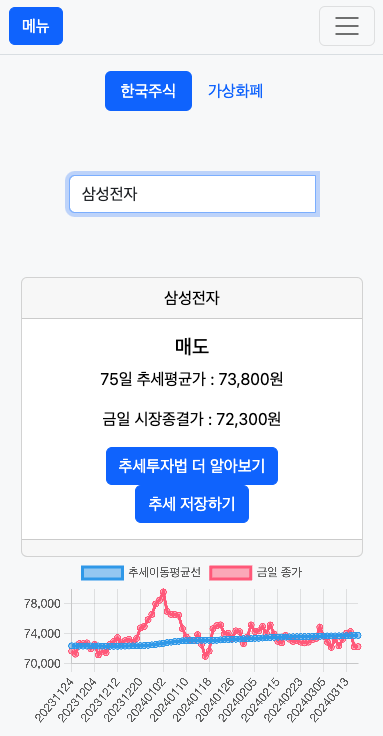 메뉴
한국주식 가상화폐
삼성전자
삼성전자
매도
75일 추세평균가 : 73,800원
금일 시장종결가 : 72,300원
추세투자법 더 알아보기
추세 저장하기
추세이동평균선 금일 종가
78,000
74,000
70,000
20231124 20231204 20231212 20231220 20240102 20240110 20240118 20240126 20240205 20240215 20240223 20240305 20240313